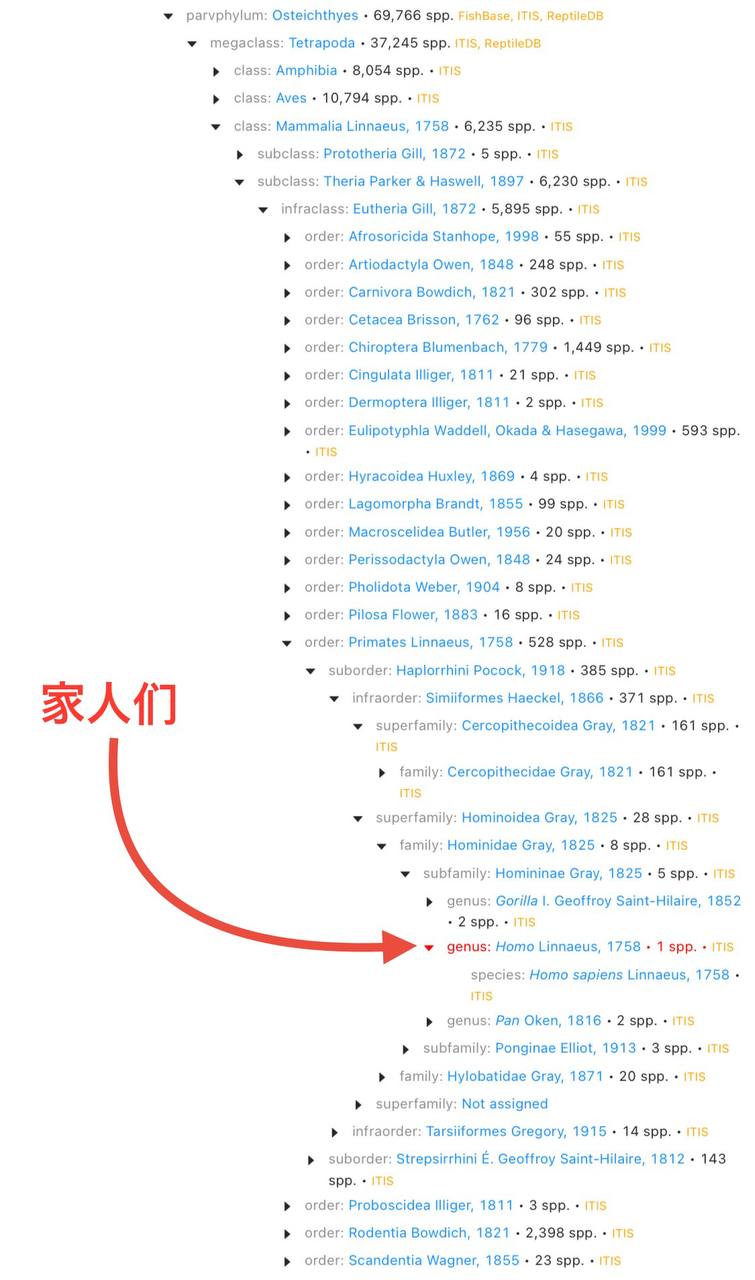 parvphylum: Osteichthyes • 69,766 spp. FishBase, ITIS, ReptileDB
megaclass: Tetrapoda • 37,245 spp. ITIS, ReptileDB
class: Amphibia • 8,054 spp. • ITIS
class: Aves • 10,794 spp. • ITIS
class: Mammalia Linnaeus, 1758 • 6,235 spp. • ITIS
subclass: Prototheria Gill, 1872 • 5 spp. • ITIS
subclass: Theria Parker & Haswell, 1897 • 6,230 spp. • ITIS
infraclass: Eutheria Gill, 1872 • 5,895 spp. • ITIS
order: Afrosoricida Stanhope, 1998 • 55 spp. • ITIS
order: Artiodactyla Owen, 1848 • 248 spp. • ITIS
order: Carnivora Bowdich, 1821 • 302 spp. • ITIS
order: Cetacea Brisson, 1762 • 96 spp. • ITIS
order: Chiroptera Blumenbach, 1779 • 1,449 spp. • ITIS
order: Cingulata Illiger, 1811 • 21 spp. • ITIS
order: Dermoptera Illiger, 1811 • 2 spp. • ITIS
order: Eulipotyphla Waddell, Okada & Hasegawa, 1999 • 593 spp.
• ITIS
order: Hyracoidea Huxley, 1869 • 4 spp. • ITIS
order: Lagomorpha Brandt, 1855 • 99 spp. • ITIS
order: Macroscelidea Butler, 1956 • 20 spp. • ITIS
order: Perissodactyla Owen, 1848 • 24 spp. • ITIS
order: Pholidota Weber, 1904 • 8 spp. • ITIS
order: Pilosa Flower, 1883 • 16 spp. • ITIS
order: Primates Linnaeus, 1758 • 528 spp. • ITIS
suborder: Haplorrhini Pocock, 1918 • 385 spp. • ITIS
家人们
infraorder: Simiiformes Haeckel, 1866 • 371 spp. • ITIS
superfamily: Cercopithecoidea Gray, 1821 • 161 spp. •
ITIS
family: Cercopithecidae Gray, 1821 • 161 spp. •
ITIS
superfamily: Hominoidea Gray, 1825 • 28 spp. • ITIS
family: Hominidae Gray, 1825 • 8 spp. • ITIS
subfamily: Homininae Gray, 1825 • 5 spp. • ITIS
genus: Gorilla I. Geoffroy Saint-Hilaire, 1852
• 2 spp. • ITIS
genus: Homo Linnaeus, 1758 • 1 spp. • ITIS
species: Homo sapiens Linnaeus, 1758 •
ITIS
genus: Pan Oken, 1816 • 2 spp. • ITIS
subfamily: Ponginae Elliot, 1913 • 3 spp. • ITIS
family: Hylobatidae Gray, 1871 • 20 spp. • ITIS
superfamily: Not assigned
infraorder: Tarsiiformes Gregory, 1915 • 14 spp. • ITIS
suborder: Strepsirrhini É. Geoffroy Saint-Hilaire, 1812 • 143
spp. • ITIS
order: Proboscidea Illiger, 1811 • 3 spp. • ITIS
order: Rodentia Bowdich, 1821 • 2,398 spp. • ITIS
order: Scandentia Wagner, 1855 • 23 spp. • ITIS